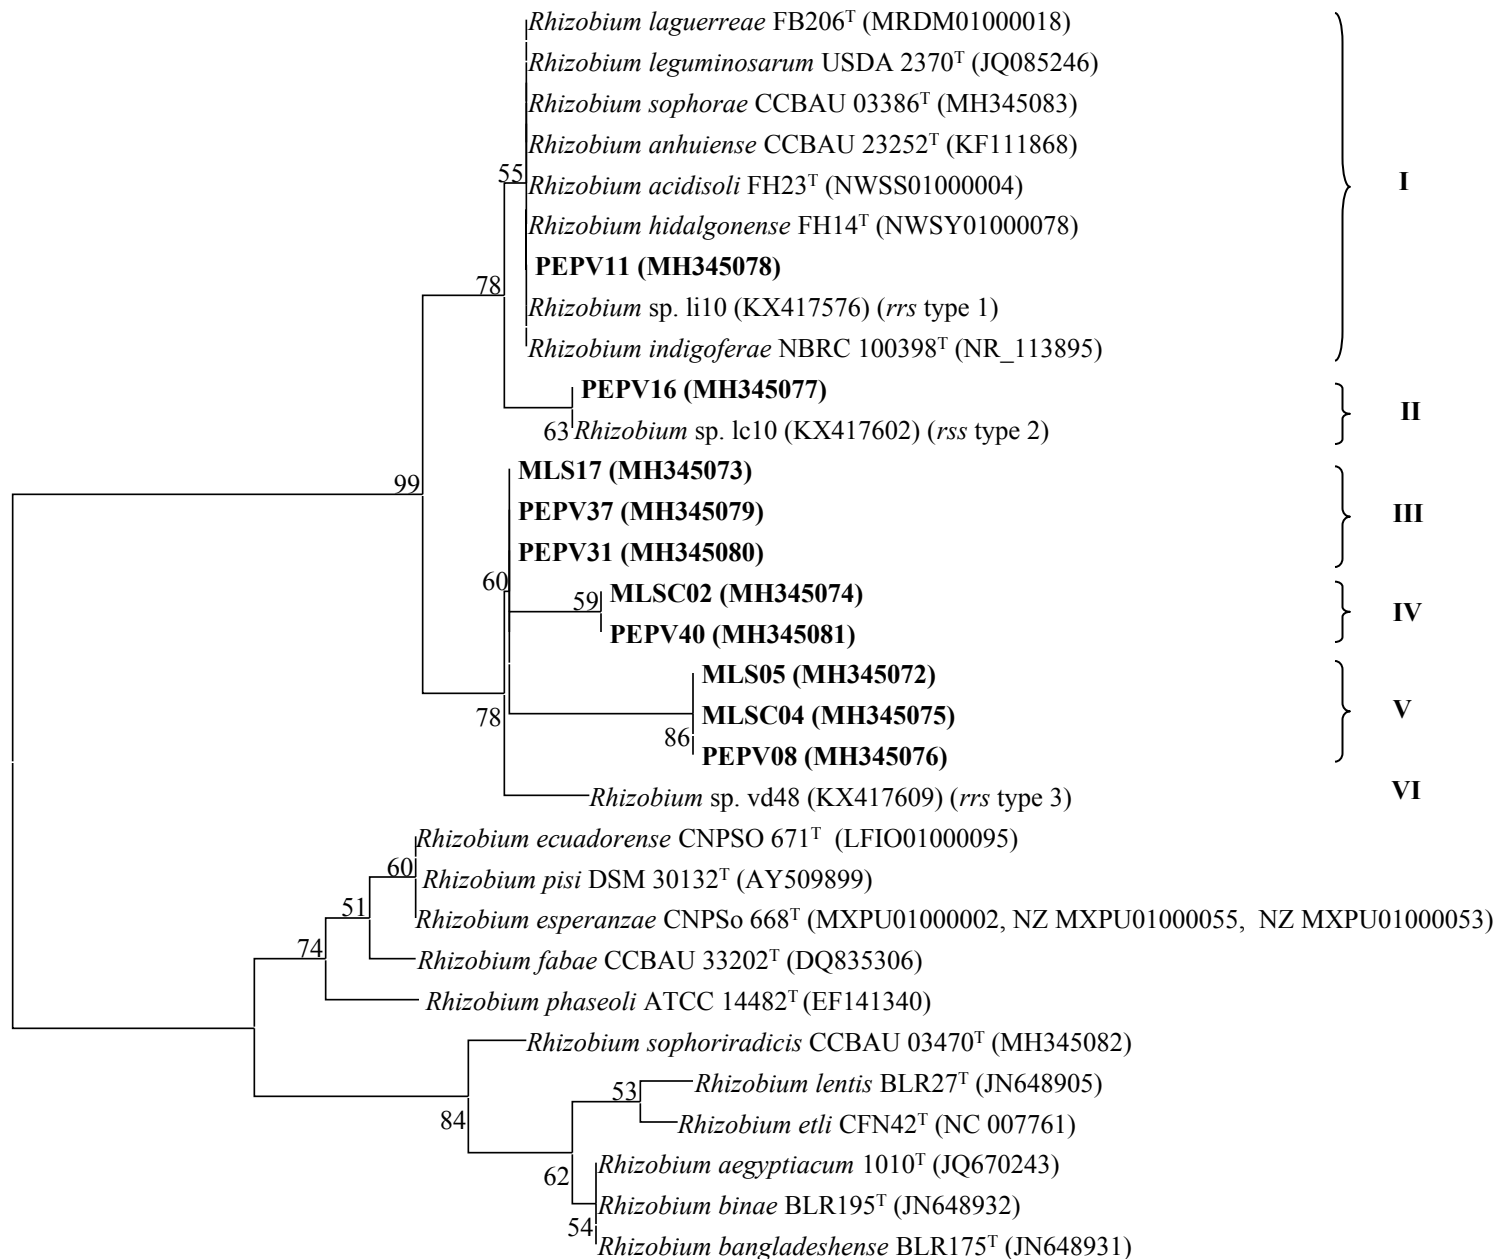 Rhizobium laguerreae FB206ᵀ (MRDM01000018)
Rhizobium leguminosarum USDA 2370ᵀ (JQ085246)
Rhizobium sophorae CCBAU 03386ᵀ (MH345083)
Rhizobium anhuiense CCBAU 23252ᵀ (KF111868)
55
Rhizobium acidisoli FH23ᵀ (NWSS01000004)
I
Rhizobium hidalgonense FH14ᵀ (NWSY01000078)
PEPV11 (MH345078)
78
Rhizobium sp. li10 (KX417576) (rrs type 1)
Rhizobium indigoferae NBRC 100398ᵀ (NR_113895)
PEPV16 (MH345077)
II
63
Rhizobium sp. lc10 (KX417602) (rss type 2)
MLS17 (MH345073)
99
PEPV37 (MH345079)
III
PEPV31 (MH345080)
60
MLSC02 (MH345074)
59
IV
PEPV40 (MH345081)
MLS05 (MH345072)
V
78
MLSC04 (MH345075)
86
PEPV08 (MH345076)
VI
Rhizobium sp. vd48 (KX417609) (rrs type 3)
Rhizobium ecuadorense CNPSO 671ᵀ (LFIO01000095)
60
Rhizobium pisi DSM 30132ᵀ (AY509899)
51
Rhizobium esperanzae CNPSo 668ᵀ (MXPU01000002, NZ MXPU01000055, NZ MXPU01000053)
74
Rhizobium fabae CCBAU 33202ᵀ (DQ835306)
Rhizobium phaseoli ATCC 14482ᵀ (EF141340)
Rhizobium sophoriradicis CCBAU 03470ᵀ (MH345082)
53
Rhizobium lentis BLR27ᵀ (JN648905)
84
Rhizobium etli CFN42ᵀ (NC 007761)
Rhizobium aegyptiacum 1010ᵀ (JQ670243)
62
Rhizobium binae BLR195ᵀ (JN648932)
54
Rhizobium bangladeshense BLR175ᵀ (JN648931)